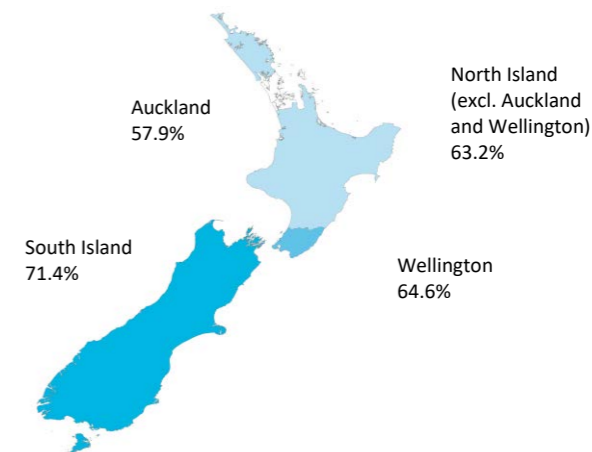 North Island
(excl. Auckland
and Wellington)
63.2%
Auckland
57.9%
South Island
71.4%
Wellington
64.6%